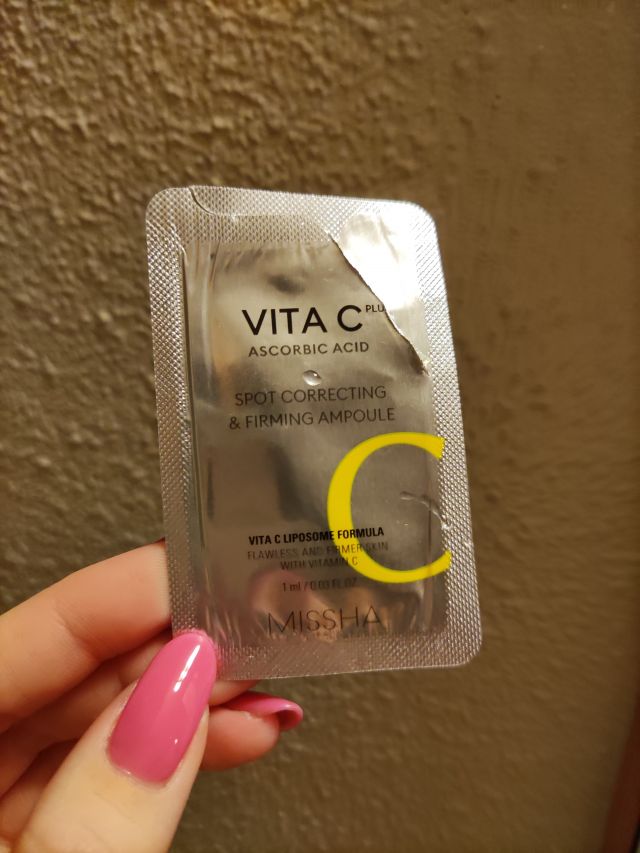 VITA C PLU
ASCORBIC ACID
SPOT CORRECTING
& FIRMING AMPOULE
C
VITA C LIPOSOME FORMULA
FLAWLESS AND FIRMER SKIN
WITH VITAMIN C
1 ml / 0.03 FL.OZ.
MISSHA